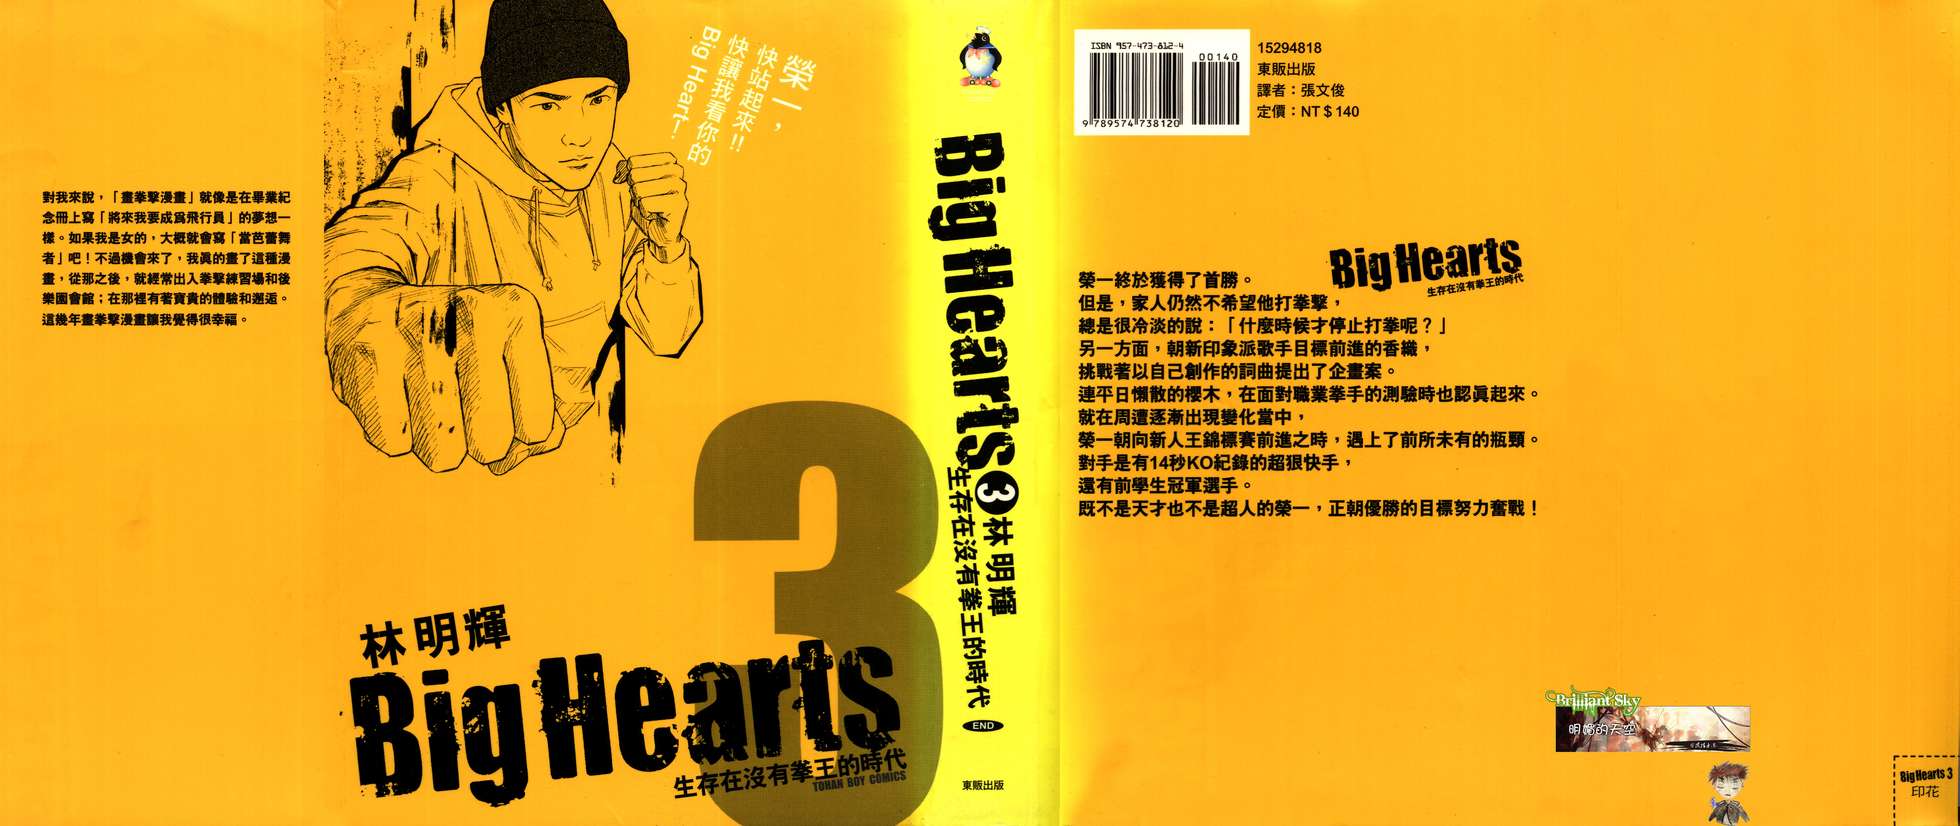 對我來說，「畫拳擊漫畫」就像是在畢業紀
念冊上寫「將來我要成為飛行員」的夢想一
樣。如果我是女的，大概就會寫「當芭蕾舞
者」吧！不過機會來了，我真的畫了這種漫
畫，從那之後，就經常出入拳擊練習場和後
樂園會館；在那裡有著寶貴的體驗和邂逅。
這幾年畫拳擊漫畫讓我覺得很幸福。
榮一，
快站起來!!
快讓我看你的
Big Heart！
3
林明輝
Big Hearts
生存在沒有拳王的時代
TOHAN BOY COMICS
Big Hearts 3 林明輝
生存在沒有拳王的時代
END
東販出版
ISBN 957-473-812-4
00140
9 789574 738120
15294818
東販出版
譯者：張文俊
定價：NT＄140
Big Hearts
生存在沒有拳王的時代
榮一終於獲得了首勝。
但是，家人仍然不希望他打拳擊，
總是很冷淡的說：「什麼時候才停止打拳呢？」
另一方面，朝新印象派歌手目標前進的香織，
挑戰著以自己創作的詞曲提出了企畫案。
連平日懶散的櫻木，在面對職業拳手的測驗時也認真起來。
就在周遭逐漸出現變化當中，
榮一朝向新人王錦標賽前進之時，遇上了前所未有的瓶頸。
對手是有14秒KO紀錄的超狠快手，
還有前學生冠軍選手。
既不是天才也不是超人的榮一，正朝優勝的目標努力奮戰！
Brilliant Sky
明媚的天空
Big Hearts 3
印花